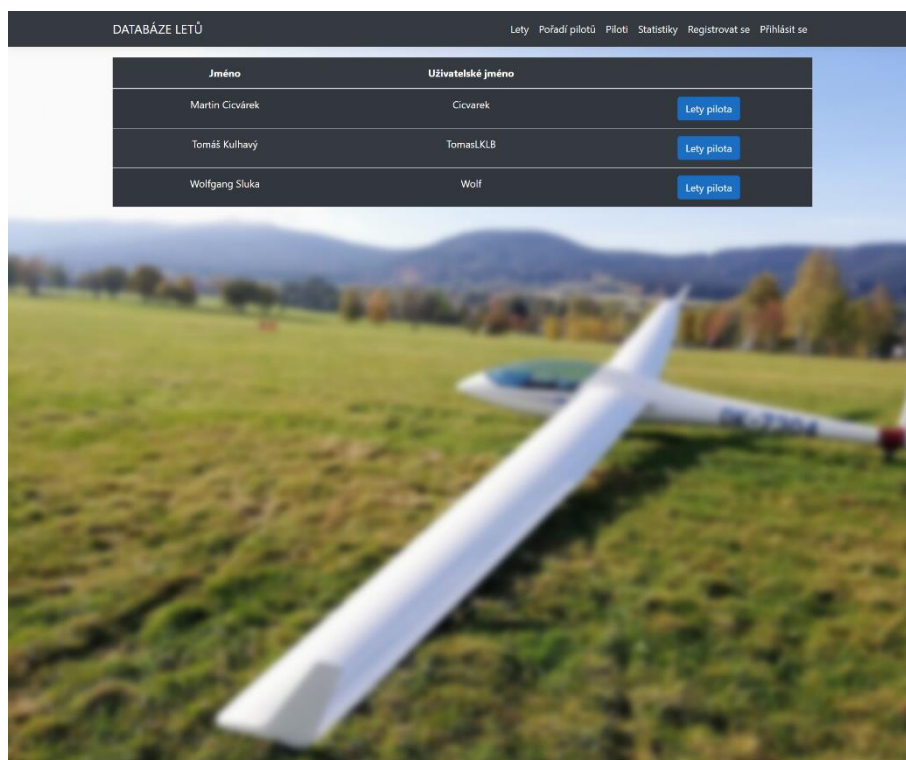 DATABÁZE LETŮ Lety Pořadí pilotů Piloti Statistiky Registrovat se Přihlásit se
Jméno Uživatelské jméno
Martin Cicvárek Cicvarek Lety pilota
Tomáš Kulhavý TomasLKLB Lety pilota
Wolfgang Sluka Wolf Lety pilota